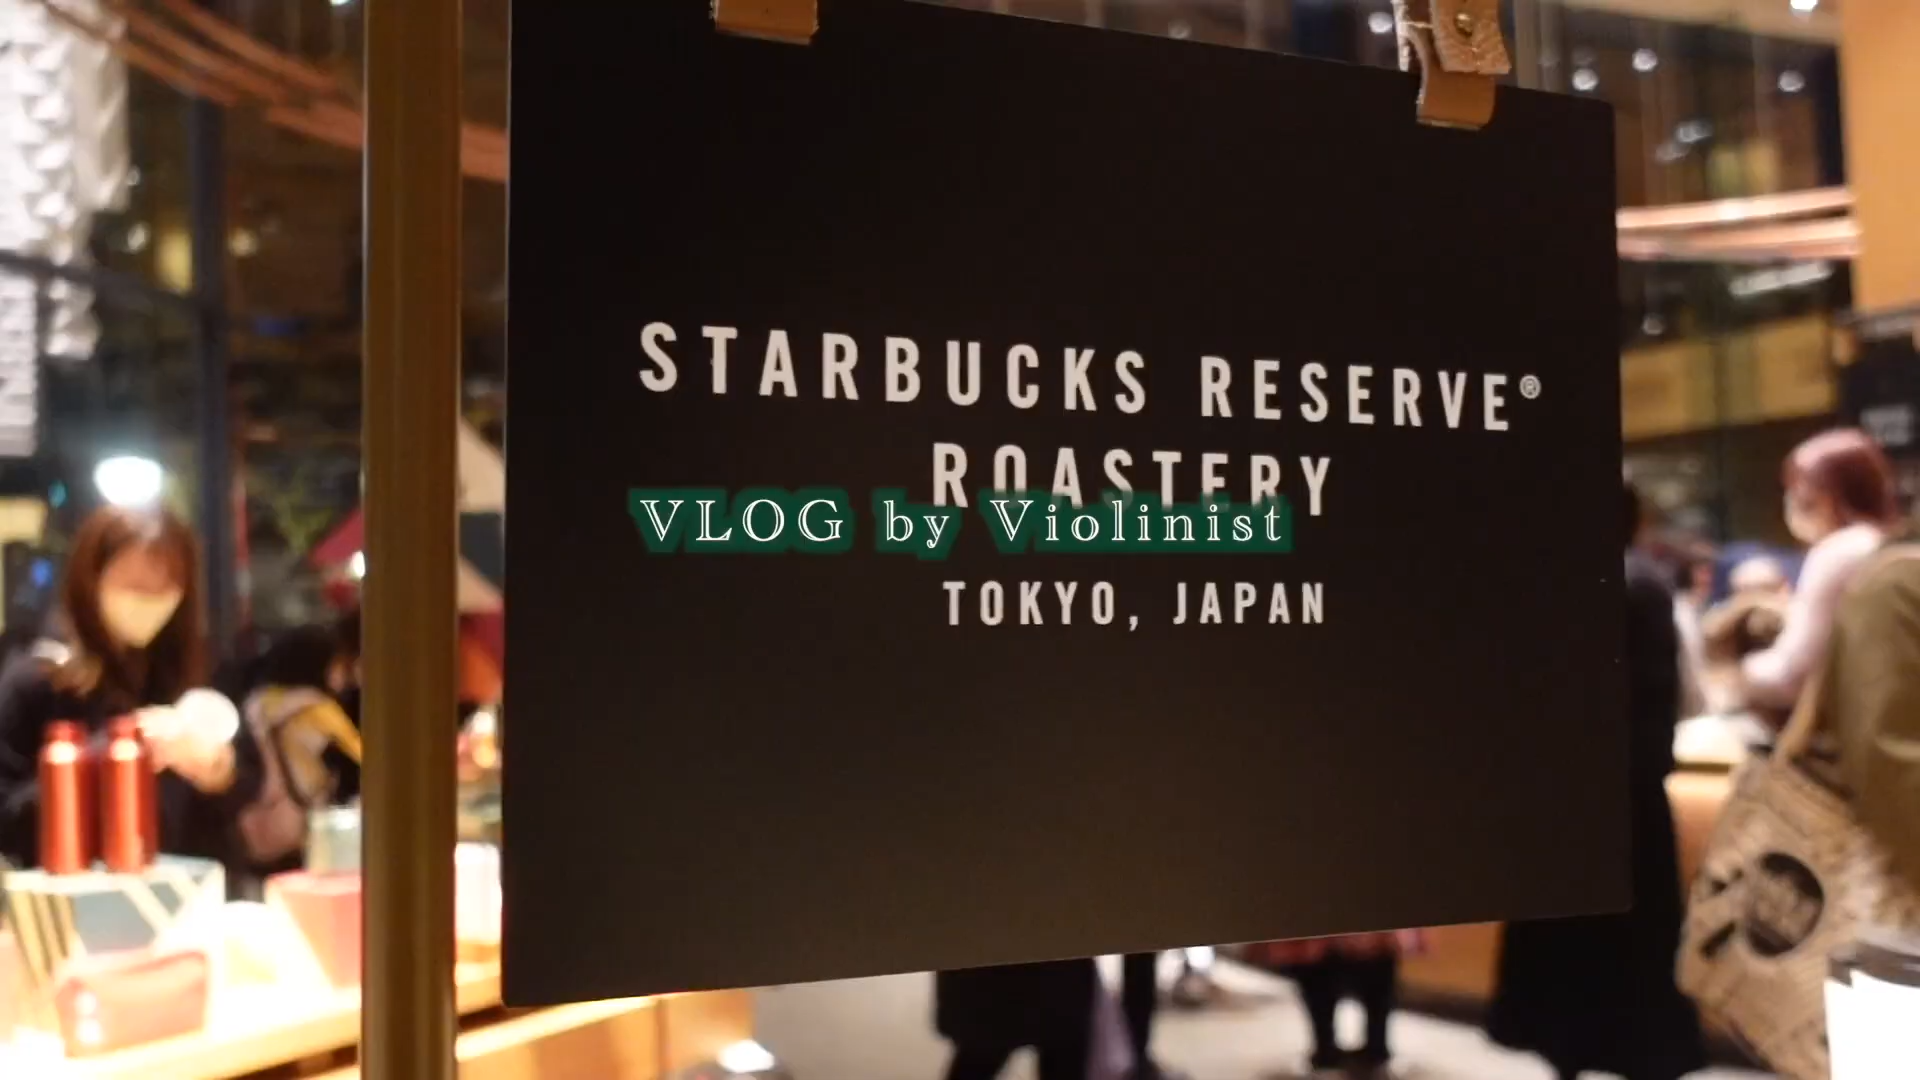 STARBUCKS RESERVE®
ROASTERY
VLOG by Violinist
TOKYO, JAPAN